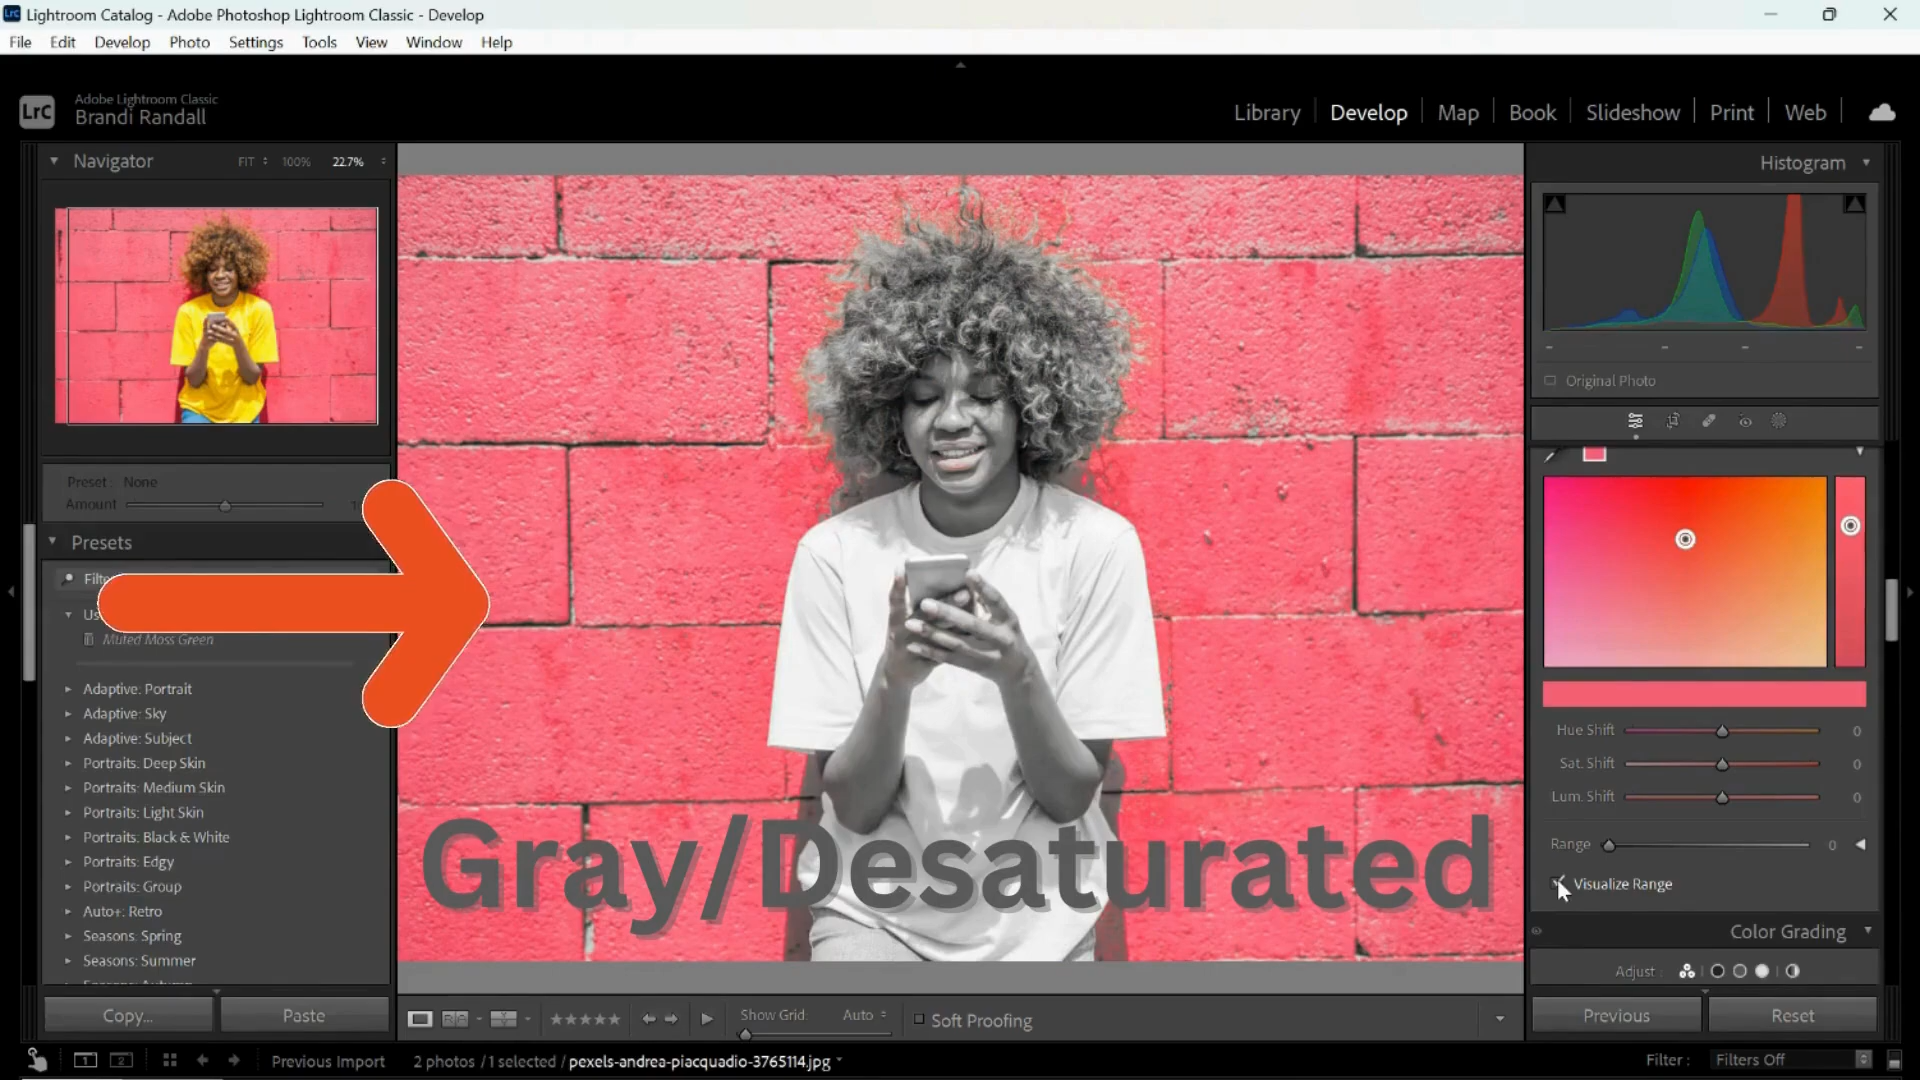 Lightroom Catalog - Adobe Photoshop Lightroom Classic - Develop
File Edit Develop Photo Settings Tools View Window Help
LrC
Adobe Lightroom Classic
Brandi Randall
Library Develop Map Book Slideshow Print Web
Navigator FIT 100% 22.7%
Histogram
Original Photo
Preset: None
Amount
Presets
Us
Muted Moss Green
Adaptive: Portrait
Adaptive: Sky
Adaptive: Subject
Portraits: Deep Skin
Portraits: Medium Skin
Portraits: Light Skin
Portraits: Black & White
Portraits: Edgy
Portraits: Group
Auto+: Retro
Seasons: Spring
Seasons: Summer
Gray/Desaturated
Hue Shift 0
Sat. Shift 0
Lum. Shift 0
Range 0
Visualize Range
Color Grading
Adjust :
Copy... Paste
Show Grid: Auto Soft Proofing
Previous Reset
1 2 Previous Import 2 photos / 1 selected / pexels-andrea-piacquadio-3765114.jpg
Filter : Filters Off